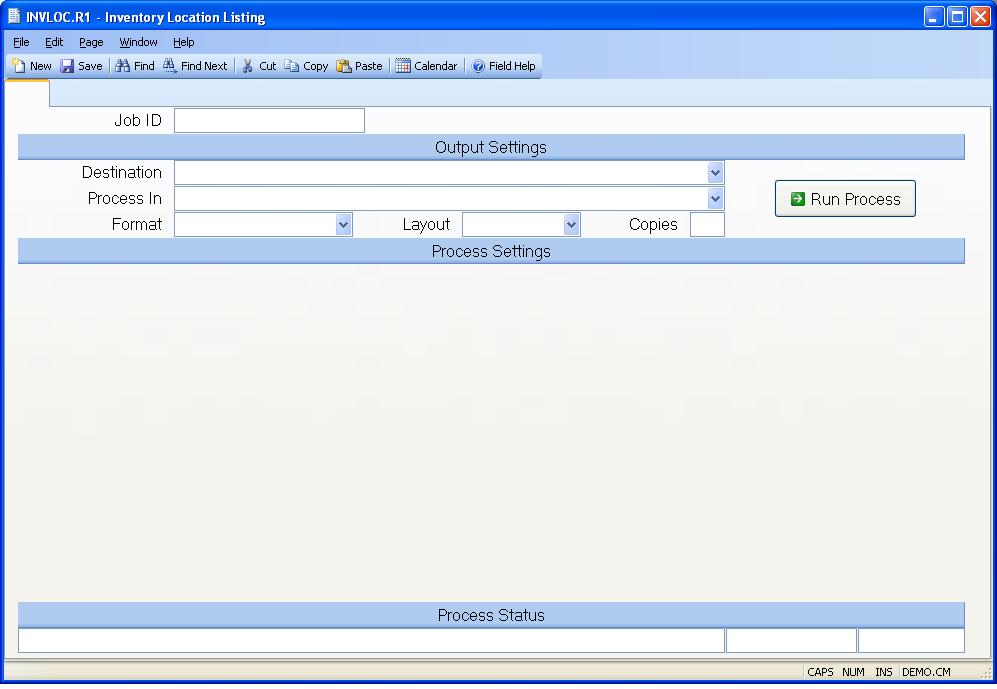 INVLOC.R1 - Inventory Location Listing
File Edit Page Window Help
New Save Find Find Next Cut Copy Paste Calendar Field Help
Job ID
Output Settings
Destination
Process In
Run Process
Format Layout Copies
Process Settings
Process Status
CAPS NUM INS DEMO.CM